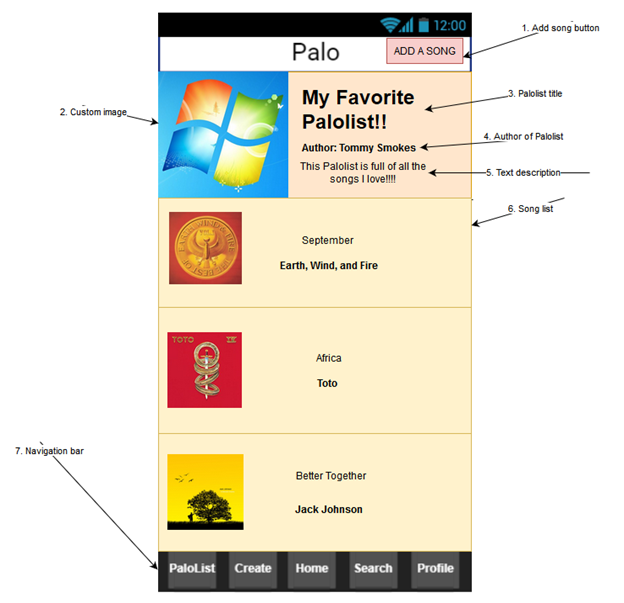 12:00
1. Add song button
Palo
ADD A SONG
2. Custom image
My Favorite
Palolist!!
3. Palolist title
Author: Tommy Smokes
4. Author of Palolist
This Palolist is full of all the
songs I love!!!!
5. Text description
6. Song list
September
Earth, Wind, and Fire
TOTO
Africa
Toto
7. Navigation bar
Better Together
Jack Johnson
PaloList Create Home Search Profile